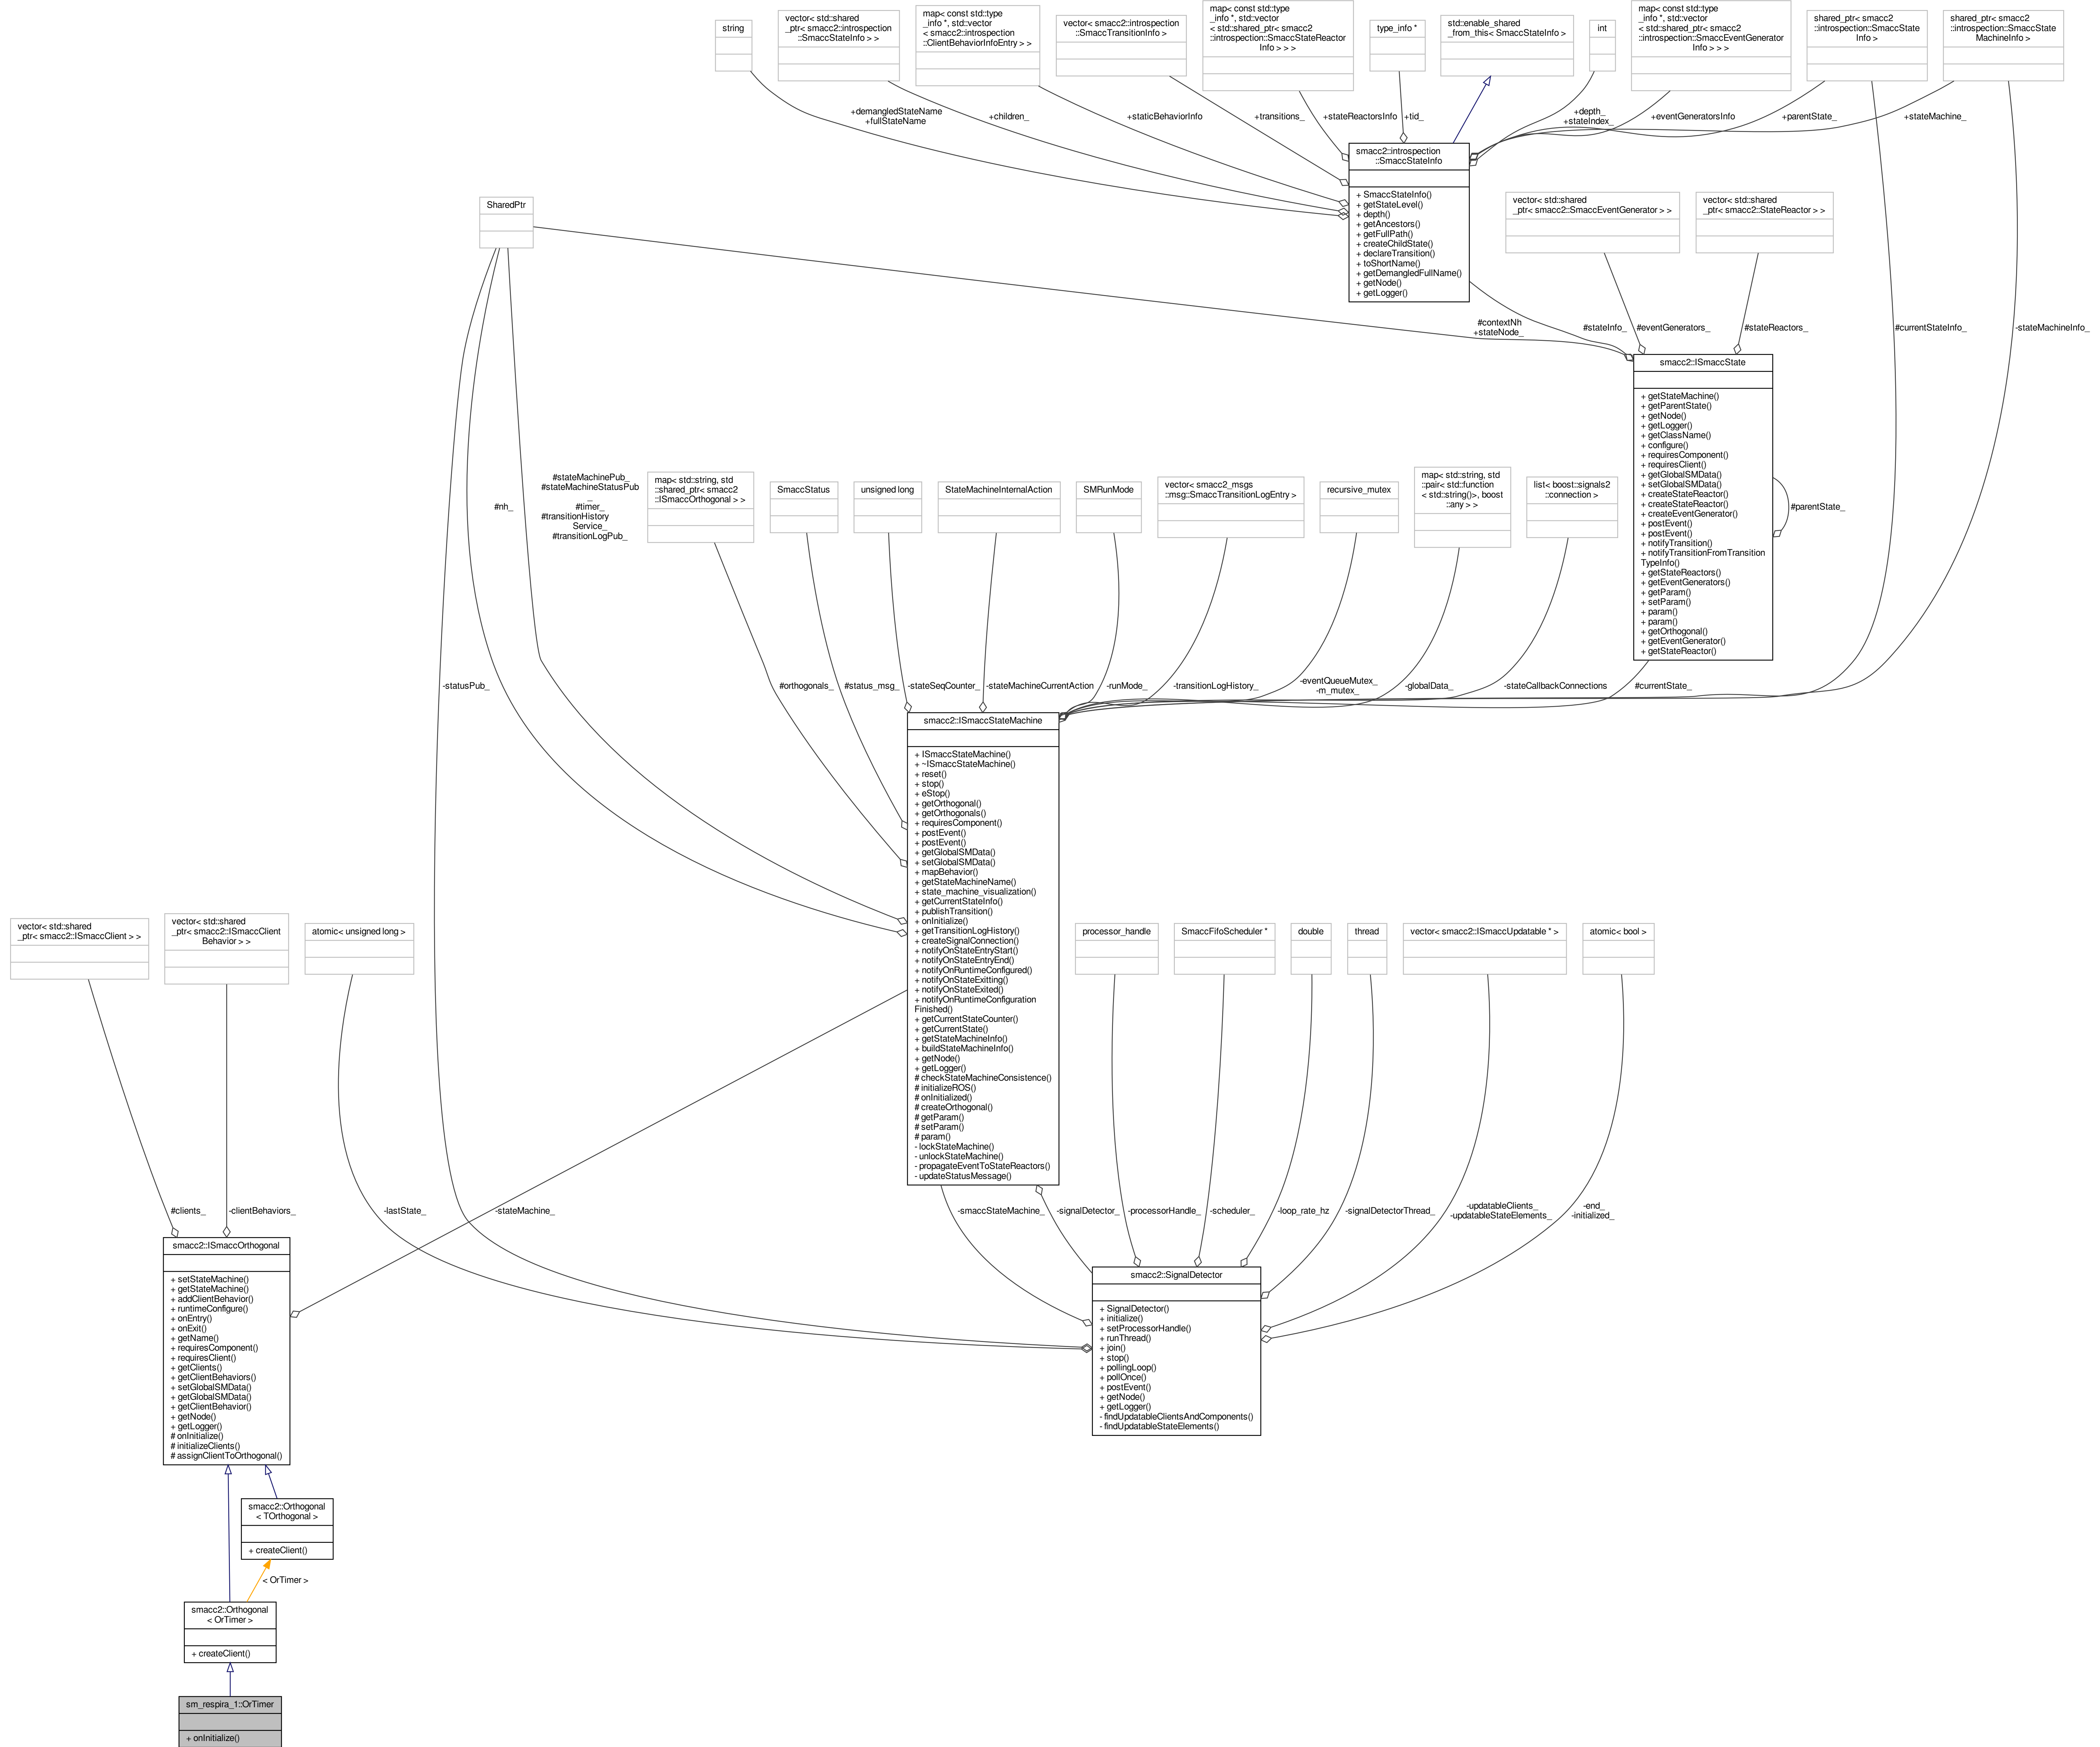 string
vector< std::shared
_ptr< smacc2::introspection
::SmaccStateInfo > >
map< const std::type
_info *, std::vector
< smacc2::introspection
::ClientBehaviorInfoEntry > >
vector< smacc2::introspection
::SmaccTransitionInfo >
map< const std::type
_info *, std::vector
< std::shared_ptr< smacc2
::introspection::SmaccStateReactor
Info > > >
type_info *
std::enable_shared
_from_this< SmaccStateInfo >
int
map< const std::type
_info *, std::vector
< std::shared_ptr< smacc2
::introspection::SmaccEventGenerator
Info > > >
shared_ptr< smacc2
::introspection::SmaccState
Info >
shared_ptr< smacc2
::introspection::SmaccState
MachineInfo >
+demangledStateName
+fullStateName
+children_
+staticBehaviorInfo
+transitions_
+stateReactorsInfo
+tid_
+depth_
+stateIndex_
+eventGeneratorsInfo
+parentState_
+stateMachine_
smacc2::introspection
::SmaccStateInfo
+ SmaccStateInfo()
+ getStateLevel()
+ depth()
+ getAncestors()
+ getFullPath()
+ createChildState()
+ declareTransition()
+ toShortName()
+ getDemangledFullName()
+ getNode()
+ getLogger()
SharedPtr
vector< std::shared
_ptr< smacc2::SmaccEventGenerator > >
vector< std::shared
_ptr< smacc2::StateReactor > >
#contextNh
+stateNode_
#stateInfo_
#eventGenerators_
#stateReactors_
#currentStateInfo_
-stateMachineInfo_
smacc2::ISmaccState
+ getStateMachine()
+ getParentState()
+ getNode()
+ getLogger()
+ getClassName()
+ configure()
+ requiresComponent()
+ requiresClient()
+ getGlobalSMData()
+ setGlobalSMData()
+ createStateReactor()
+ createStateReactor()
+ createEventGenerator()
+ postEvent()
+ postEvent()
+ notifyTransition()
+ notifyTransitionFromTransition
TypeInfo()
+ getStateReactors()
+ getEventGenerators()
+ getParam()
+ setParam()
+ param()
+ param()
+ getOrthogonal()
+ getEventGenerator()
+ getStateReactor()
#parentState_
#nh_
#stateMachinePub_
#stateMachineStatusPub
_
#timer_
#transitionHistory
Service_
#transitionLogPub_
map< std::string, std
::shared_ptr< smacc2
::ISmaccOrthogonal > >
SmaccStatus
unsigned long
StateMachineInternalAction
SMRunMode
vector< smacc2_msgs
::msg::SmaccTransitionLogEntry >
recursive_mutex
map< std::string, std
::pair< std::function
< std::string()>, boost
::any > >
list< boost::signals2
::connection >
-statusPub_
#orthogonals_
#status_msg_
-stateSeqCounter_
-stateMachineCurrentAction
-runMode_
-transitionLogHistory_
-eventQueueMutex_
-m_mutex_
-globalData_
-stateCallbackConnections
#currentState_
smacc2::ISmaccStateMachine
+ ISmaccStateMachine()
+ ~ISmaccStateMachine()
+ reset()
+ stop()
+ eStop()
+ getOrthogonal()
+ getOrthogonals()
+ requiresComponent()
+ postEvent()
+ postEvent()
+ getGlobalSMData()
+ setGlobalSMData()
+ mapBehavior()
+ getStateMachineName()
+ state_machine_visualization()
+ getCurrentStateInfo()
+ publishTransition()
+ onInitialize()
+ getTransitionLogHistory()
+ createSignalConnection()
+ notifyOnStateEntryStart()
+ notifyOnStateEntryEnd()
+ notifyOnRuntimeConfigured()
+ notifyOnStateExitting()
+ notifyOnStateExited()
+ notifyOnRuntimeConfiguration
Finished()
+ getCurrentStateCounter()
+ getCurrentState()
+ getStateMachineInfo()
+ buildStateMachineInfo()
+ getNode()
+ getLogger()
# checkStateMachineConsistence()
# initializeROS()
# onInitialized()
# createOrthogonal()
# getParam()
# setParam()
# param()
- lockStateMachine()
- unlockStateMachine()
- propagateEventToStateReactors()
- updateStatusMessage()
vector< std::shared
_ptr< smacc2::ISmaccClient > >
vector< std::shared
_ptr< smacc2::ISmaccClient
Behavior > >
atomic< unsigned long >
processor_handle
SmaccFifoScheduler *
double
thread
vector< smacc2::ISmaccUpdatable * >
atomic< bool >
#clients_
-clientBehaviors_
-lastState_
-stateMachine_
-smaccStateMachine_
-signalDetector_
-processorHandle_
-scheduler_
-loop_rate_hz
-signalDetectorThread_
-updatableClients_
-updatableStateElements_
-end_
-initialized_
smacc2::ISmaccOrthogonal
+ setStateMachine()
+ getStateMachine()
+ addClientBehavior()
+ runtimeConfigure()
+ onEntry()
+ onExit()
+ getName()
+ requiresComponent()
+ requiresClient()
+ getClients()
+ getClientBehaviors()
+ setGlobalSMData()
+ getGlobalSMData()
+ getClientBehavior()
+ getNode()
+ getLogger()
# onInitialize()
# initializeClients()
# assignClientToOrthogonal()
smacc2::SignalDetector
+ SignalDetector()
+ initialize()
+ setProcessorHandle()
+ runThread()
+ join()
+ stop()
+ pollingLoop()
+ pollOnce()
+ postEvent()
+ getNode()
+ getLogger()
- findUpdatableClientsAndComponents()
- findUpdatableStateElements()
smacc2::Orthogonal
< TOrthogonal >
+ createClient()
< OrTimer >
smacc2::Orthogonal
< OrTimer >
+ createClient()
sm_respira_1::OrTimer
+ onInitialize()